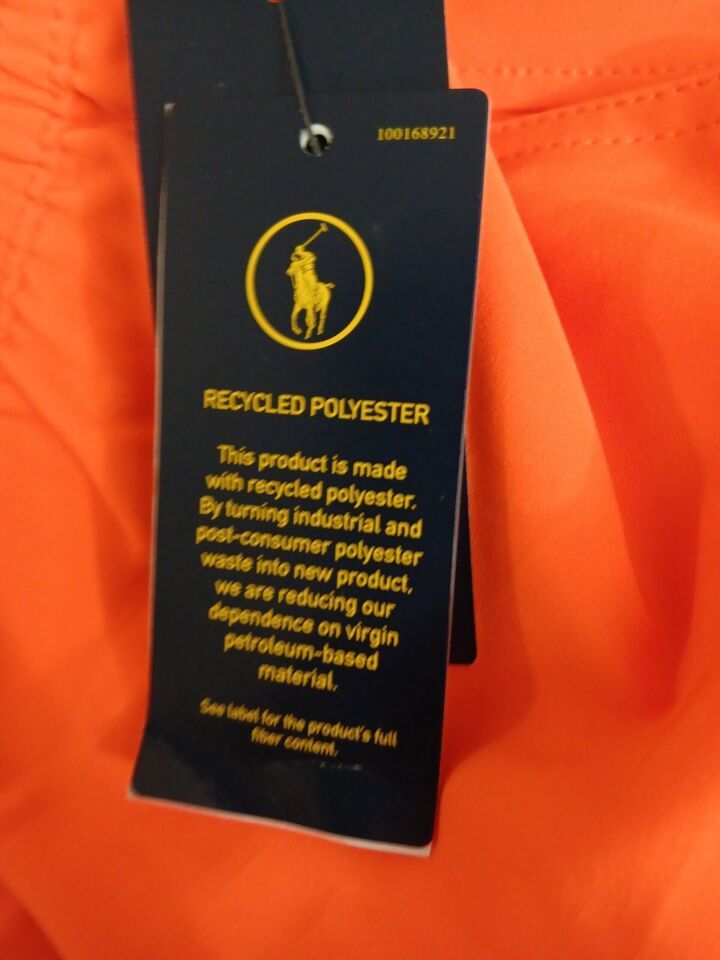 100168921
RECYCLED POLYESTER
This product is made
with recycled polyester.
By turning industrial and
post-consumer polyester
waste into new product,
we are reducing our
dependence on virgin
petroleum-based
material.
See label for the product's full
fiber content.